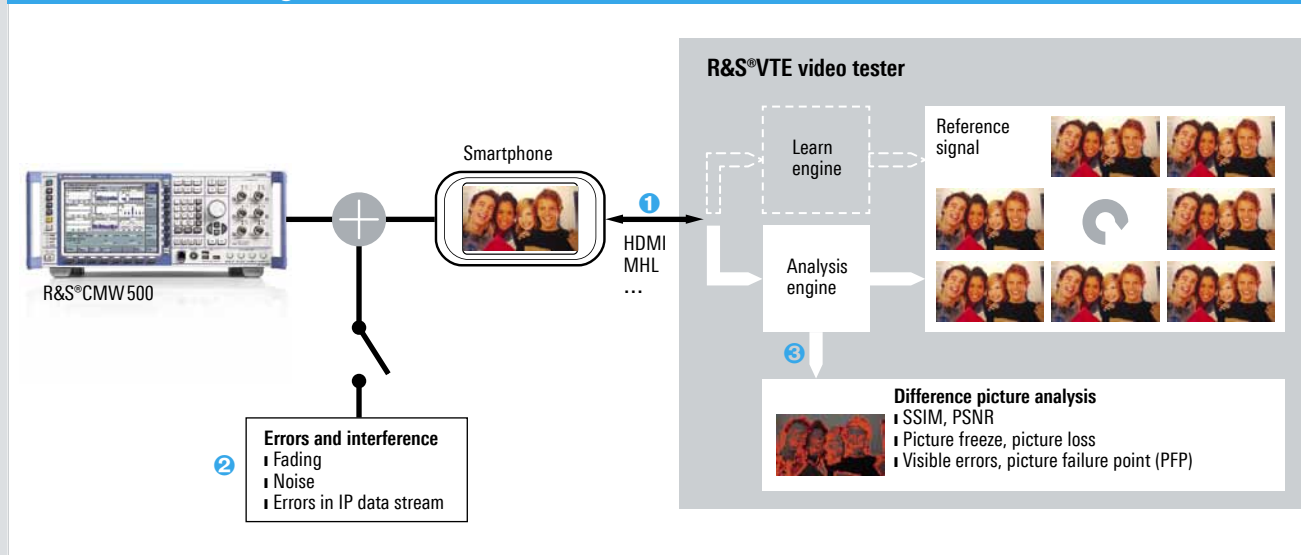 R&S®VTE video tester
Smartphone
Learn
engine
Reference
signal
1
HDMI
MHL
...
Analysis
engine
R&S®CMW500
3
Difference picture analysis
SSIM, PSNR
Picture freeze, picture loss
Visible errors, picture failure point (PFP)
2
Errors and interference
Fading
Noise
Errors in IP data stream